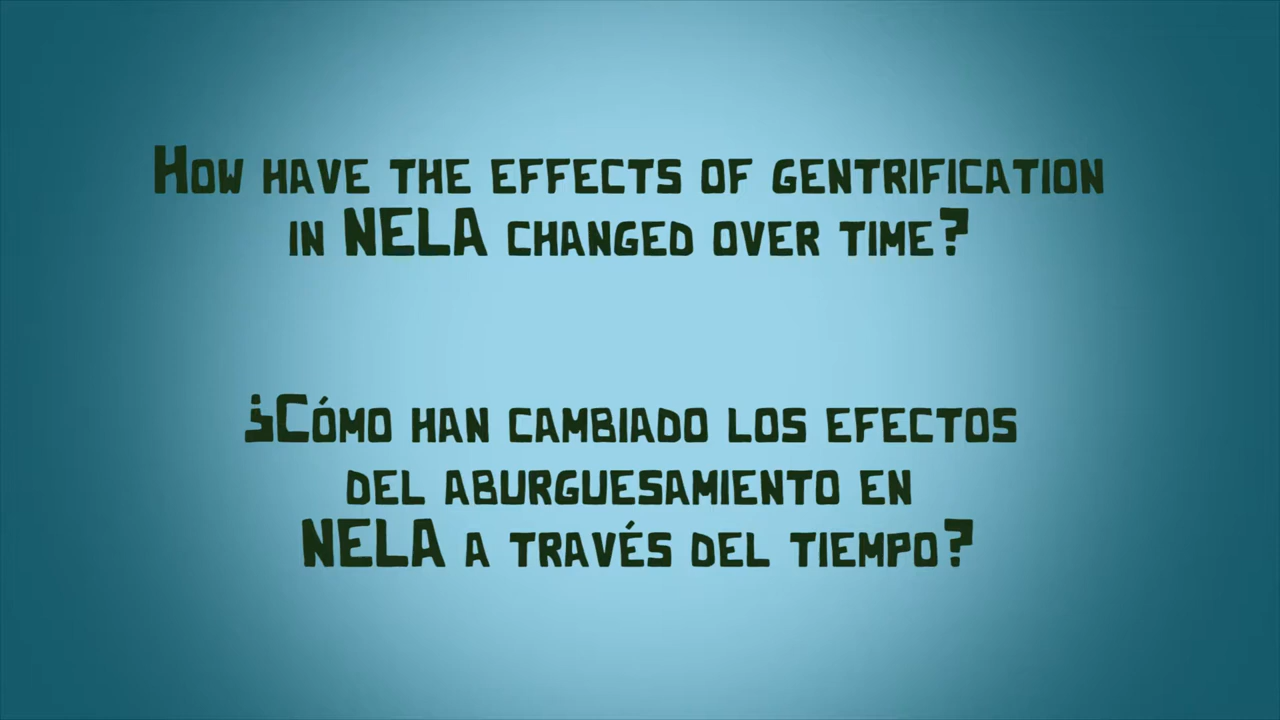 How have the effects of gentrification
in NELA changed over time?
¿Cómo han cambiado los efectos
del aburguesamiento en
NELA a través del tiempo?